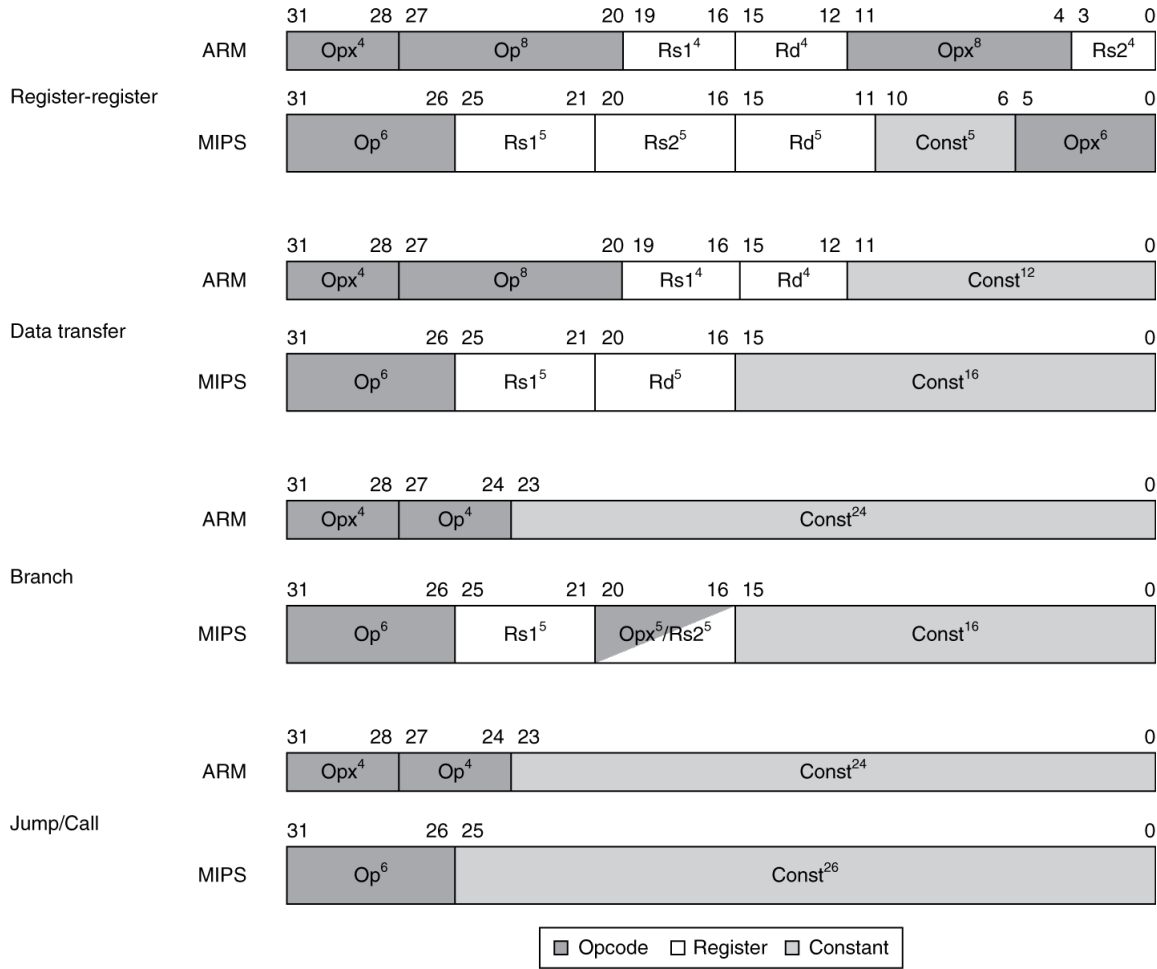 31 28 27 20 19 16 15 12 11 4 3 0
ARM Opx⁴ Op⁸ Rs1⁴ Rd⁴ Opx⁸ Rs2⁴
Register-register
31 26 25 21 20 16 15 11 10 6 5 0
MIPS Op⁶ Rs1⁵ Rs2⁵ Rd⁵ Const⁵ Opx⁶
31 28 27 20 19 16 15 12 11 0
ARM Opx⁴ Op⁸ Rs1⁴ Rd⁴ Const¹²
Data transfer
31 26 25 21 20 16 15 0
MIPS Op⁶ Rs1⁵ Rd⁵ Const¹⁶
31 28 27 24 23 0
ARM Opx⁴ Op⁴ Const²⁴
Branch
31 26 25 21 20 16 15 0
MIPS Op⁶ Rs1⁵ Opx⁵/Rs2⁵ Const¹⁶
31 28 27 24 23 0
ARM Opx⁴ Op⁴ Const²⁴
Jump/Call
31 26 25 0
MIPS Op⁶ Const²⁶
Opcode Register Constant